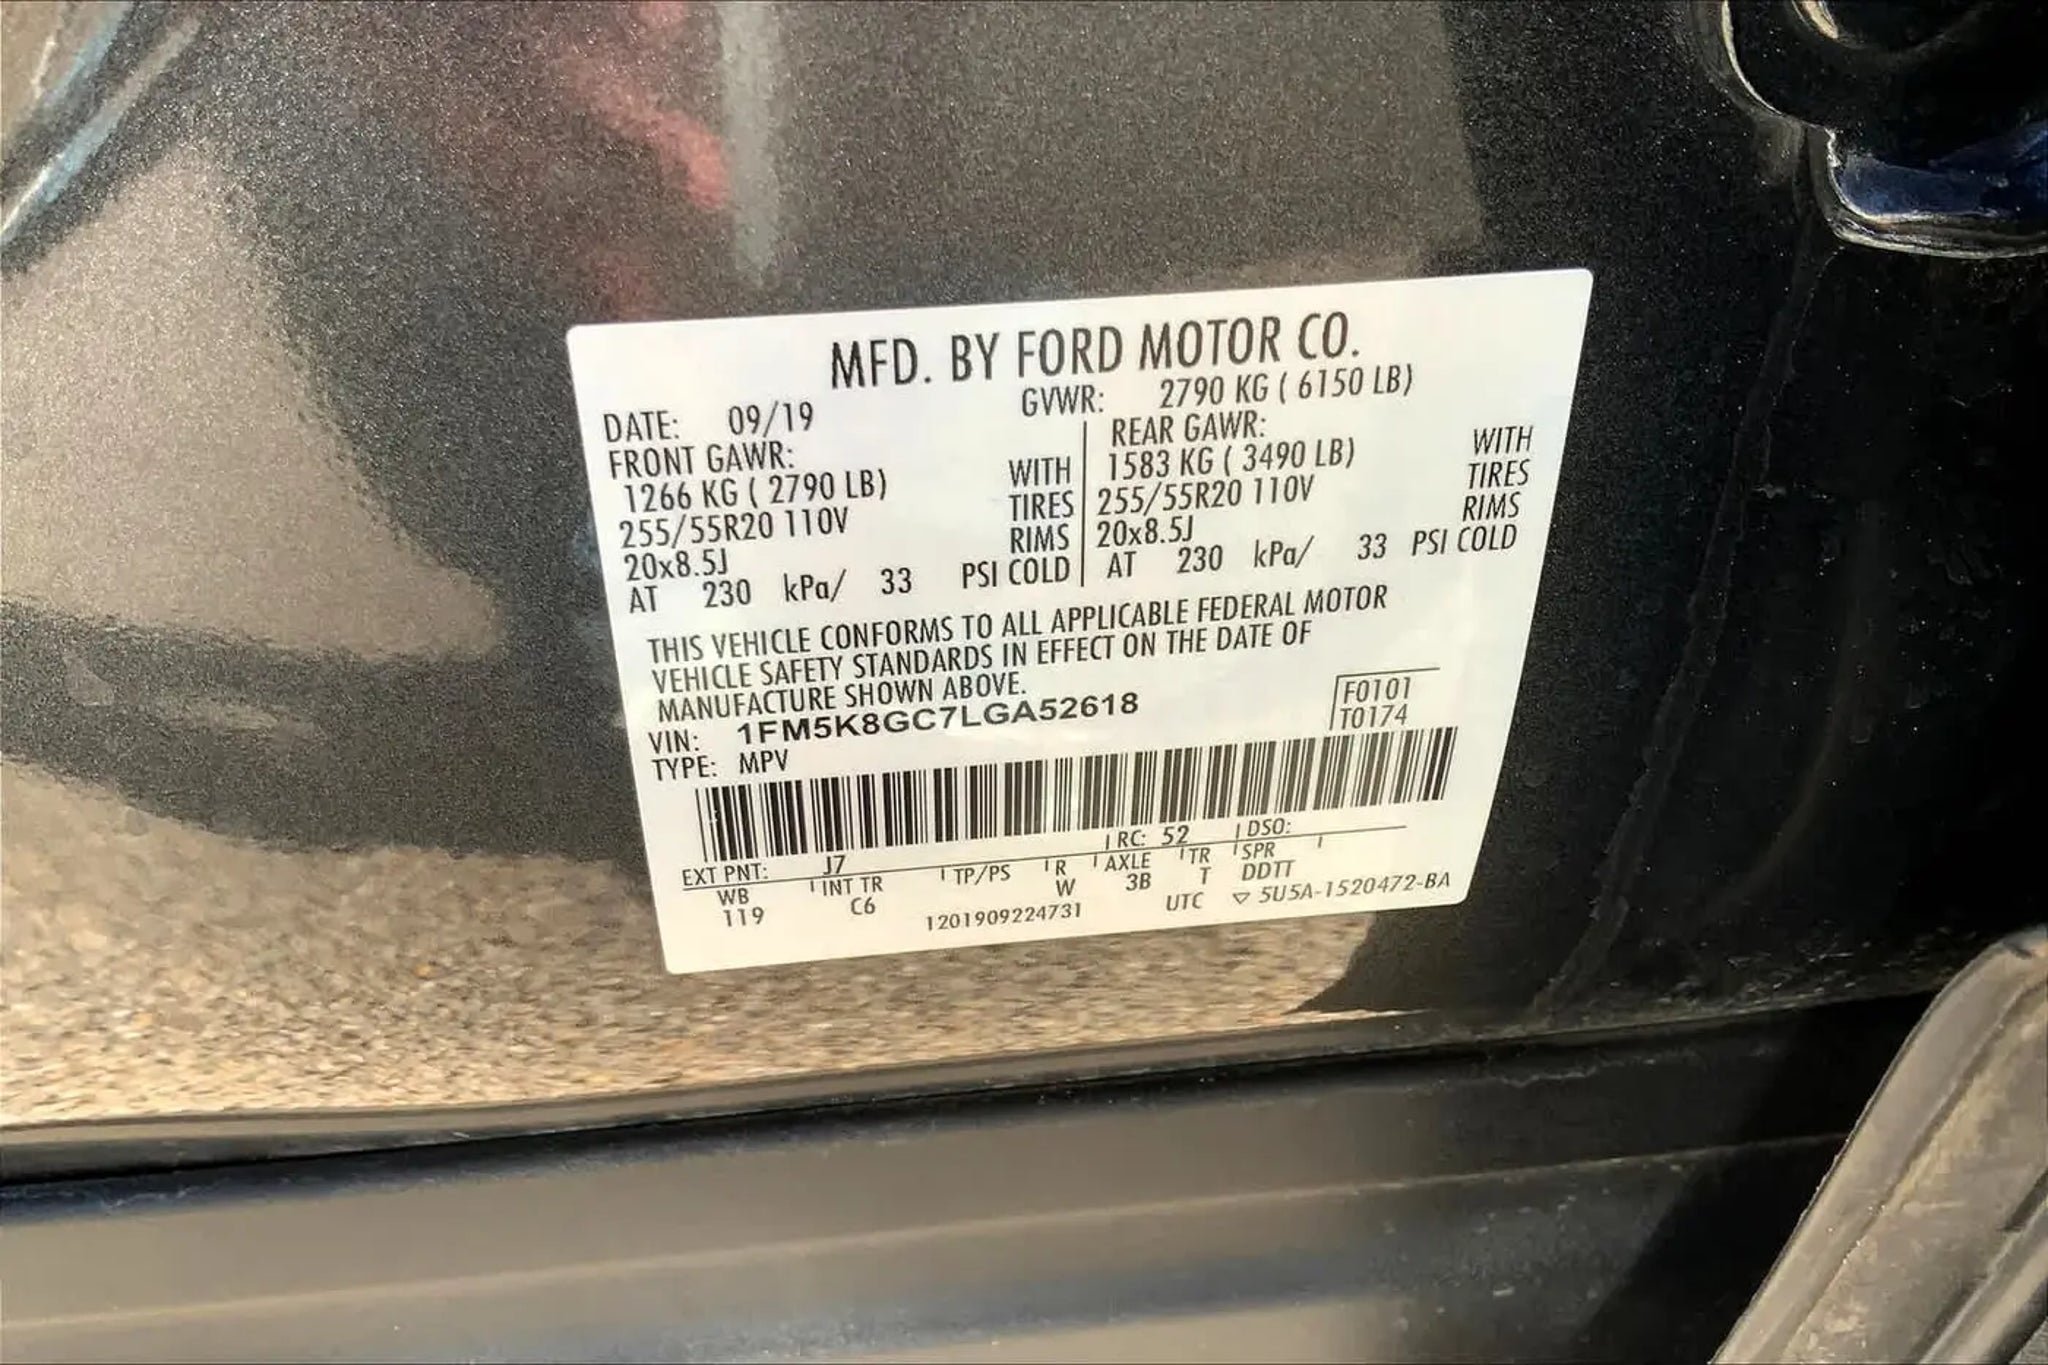 MFD. BY FORD MOTOR CO.
DATE: 09/19 GVWR: 2790 KG ( 6150 LB)
FRONT GAWR: REAR GAWR:
1266 KG ( 2790 LB) WITH 1583 KG ( 3490 LB) WITH
255/55R20 110V TIRES 255/55R20 110V TIRES
20x8.5J RIMS 20x8.5J RIMS
AT 230 kPa/ 33 PSI COLD AT 230 kPa/ 33 PSI COLD
THIS VEHICLE CONFORMS TO ALL APPLICABLE FEDERAL MOTOR
VEHICLE SAFETY STANDARDS IN EFFECT ON THE DATE OF
MANUFACTURE SHOWN ABOVE.
VIN: 1FM5K8GC7LGA52618 F0101
TYPE: MPV T0174
EXT PNT: J7 RC: 52 DSO:
WB INT TR TP/PS R AXLE TR SPR
119 C6 W 3B T DDTT
1201909224731 UTC ▽ 5U5A-1520472-BA